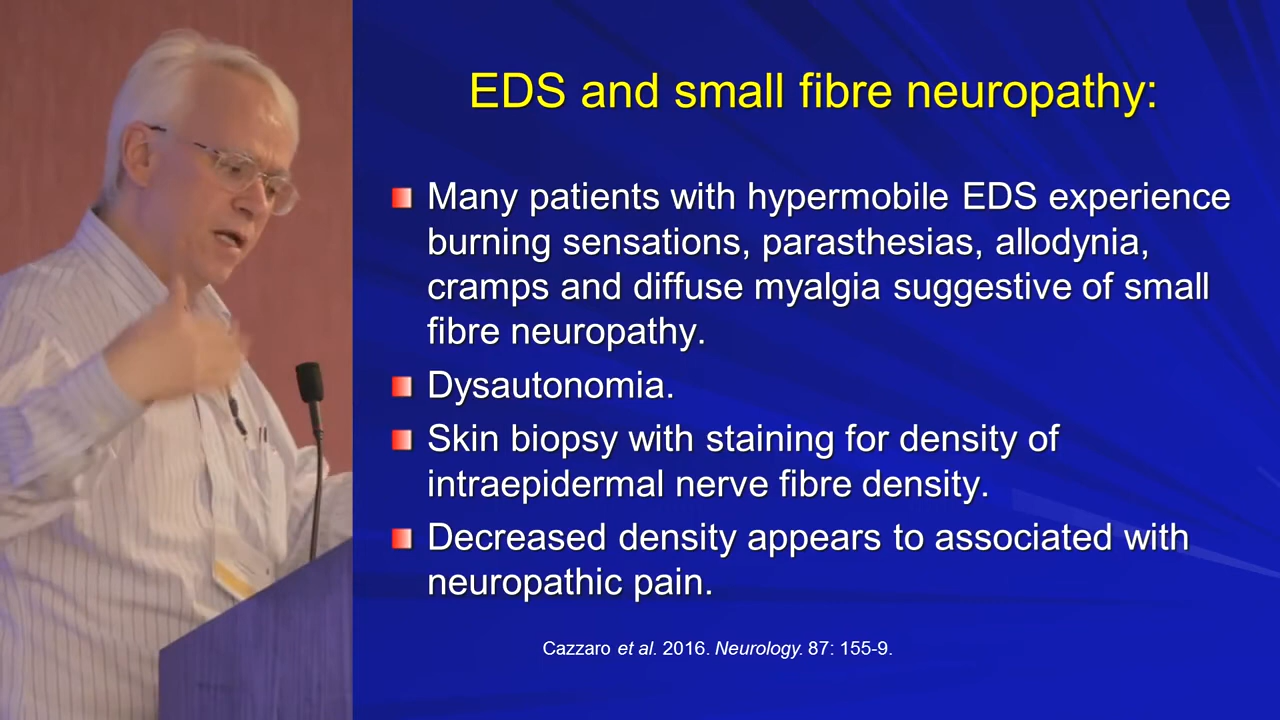 EDS and small fibre neuropathy:
Many patients with hypermobile EDS experience
burning sensations, parasthesias, allodynia,
cramps and diffuse myalgia suggestive of small
fibre neuropathy.
Dysautonomia.
Skin biopsy with staining for density of
intraepidermal nerve fibre density.
Decreased density appears to associated with
neuropathic pain.
Cazzaro et al. 2016. Neurology. 87: 155-9.